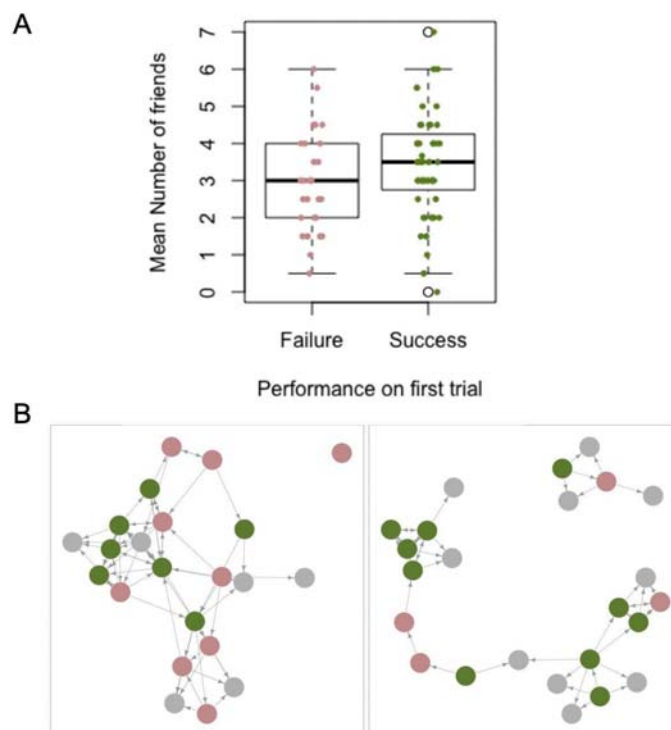 A
Mean Number of friends
7
6
5
4
3
2
1
0
Failure Success
Performance on first trial
B